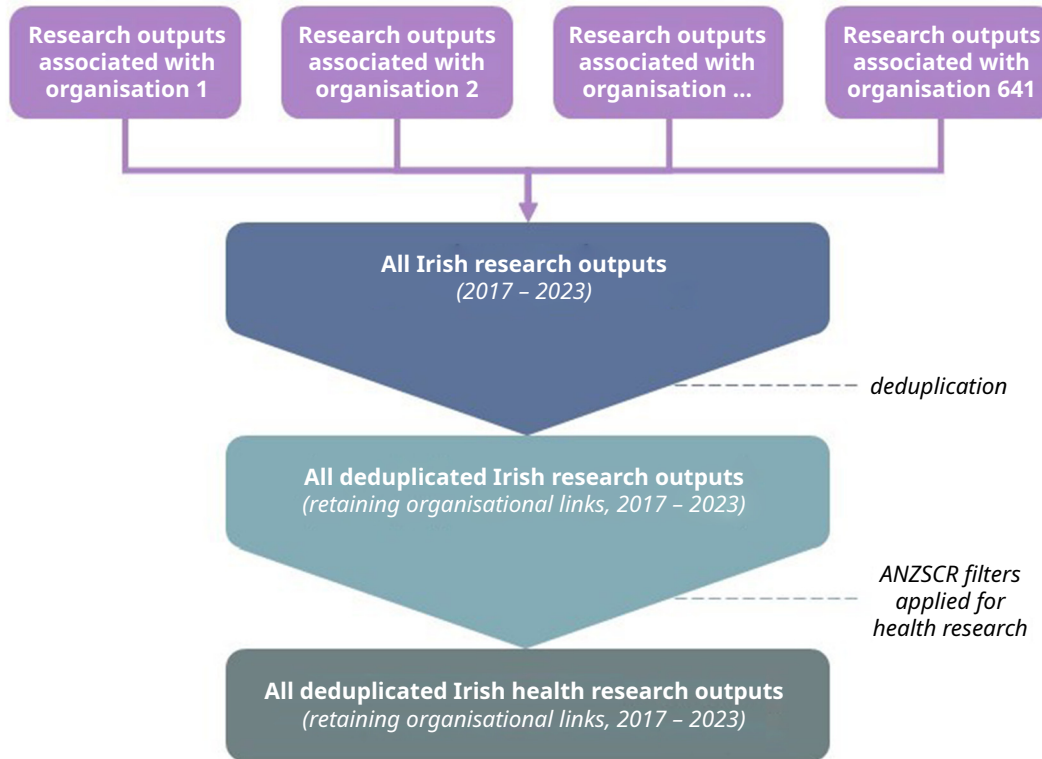 Research outputs
associated with
organisation 1
Research outputs
associated with
organisation 2
Research outputs
associated with
organisation ...
Research outputs
associated with
organisation 641
All Irish research outputs
(2017 – 2023)
deduplication
All deduplicated Irish research outputs
(retaining organisational links, 2017 – 2023)
ANZSCR filters
applied for
health research
All deduplicated Irish health research outputs
(retaining organisational links, 2017 – 2023)